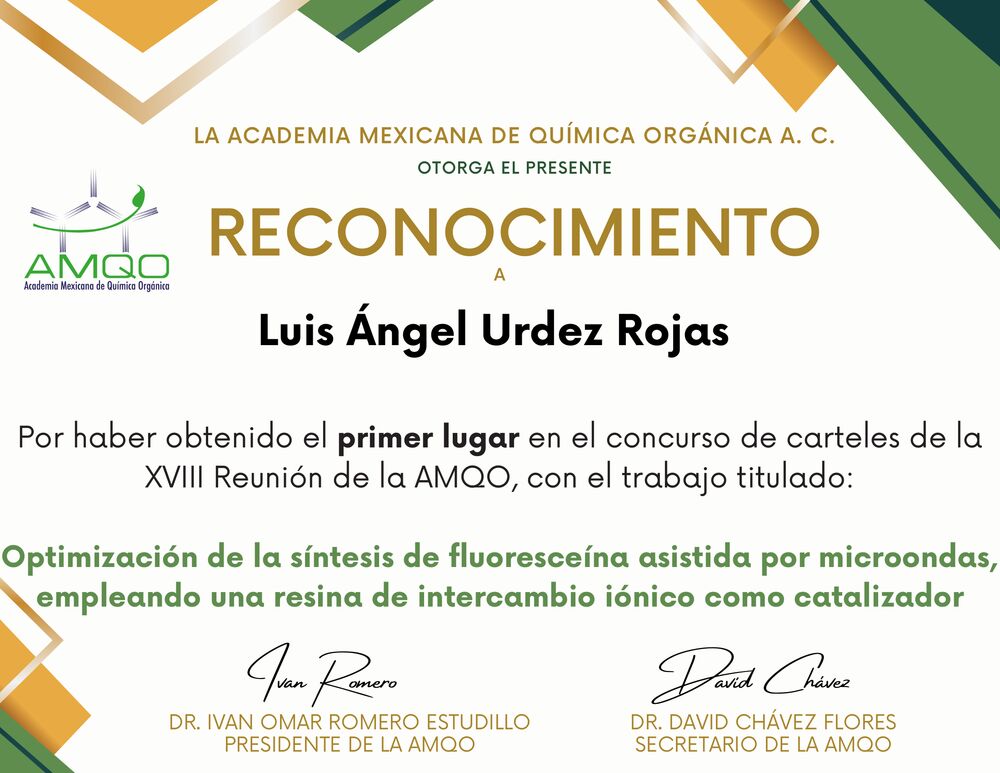 LA ACADEMIA MEXICANA DE QUÍMICA ORGÁNICA A. C.
OTORGA EL PRESENTE
RECONOCIMIENTO
A
AMQO
Academia Mexicana de Química Orgánica
Luis Ángel Urdez Rojas
Por haber obtenido el primer lugar en el concurso de carteles de la
XVIII Reunión de la AMQO, con el trabajo titulado:
Optimización de la síntesis de fluoresceína asistida por microondas,
empleando una resina de intercambio iónico como catalizador
Ivan Romero
DR. IVAN OMAR ROMERO ESTUDILLO
PRESIDENTE DE LA AMQO
David Chávez
DR. DAVID CHÁVEZ FLORES
SECRETARIO DE LA AMQO